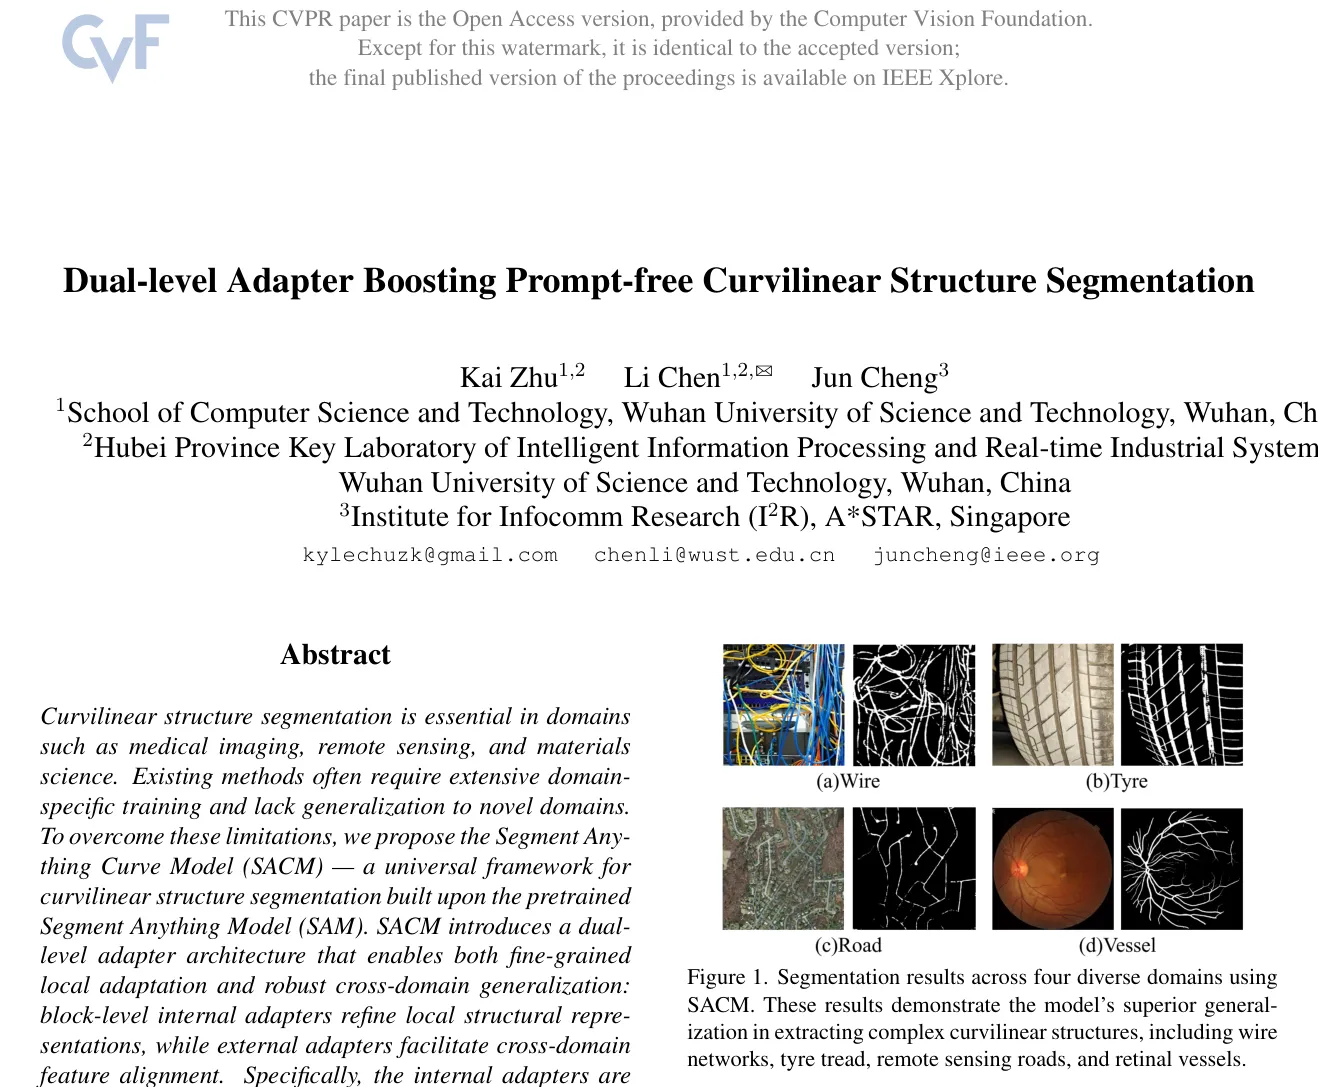 CVF
This CVPR paper is the Open Access version, provided by the Computer Vision Foundation.
Except for this watermark, it is identical to the accepted version;
the final published version of the proceedings is available on IEEE Xplore.
Dual-level Adapter Boosting Prompt-free Curvilinear Structure Segmentation
Kai Zhu1,2 Li Chen1,2,✉ Jun Cheng3
1School of Computer Science and Technology, Wuhan University of Science and Technology, Wuhan, Ch
2Hubei Province Key Laboratory of Intelligent Information Processing and Real-time Industrial System
Wuhan University of Science and Technology, Wuhan, China
3Institute for Infocomm Research (I2R), A*STAR, Singapore
kylechuzk@gmail.com chenli@wust.edu.cn juncheng@ieee.org
Abstract
Curvilinear structure segmentation is essential in domains
such as medical imaging, remote sensing, and materials
science. Existing methods often require extensive domain-
specific training and lack generalization to novel domains.
To overcome these limitations, we propose the Segment Any-
thing Curve Model (SACM) — a universal framework for
curvilinear structure segmentation built upon the pretrained
Segment Anything Model (SAM). SACM introduces a dual-
level adapter architecture that enables both fine-grained
local adaptation and robust cross-domain generalization:
block-level internal adapters refine local structural repre-
sentations, while external adapters facilitate cross-domain
feature alignment. Specifically, the internal adapters are
(a)Wire
(b)Tyre
(c)Road
(d)Vessel
Figure 1. Segmentation results across four diverse domains using
SACM. These results demonstrate the model's superior general-
ization in extracting complex curvilinear structures, including wire
networks, tyre tread, remote sensing roads, and retinal vessels.